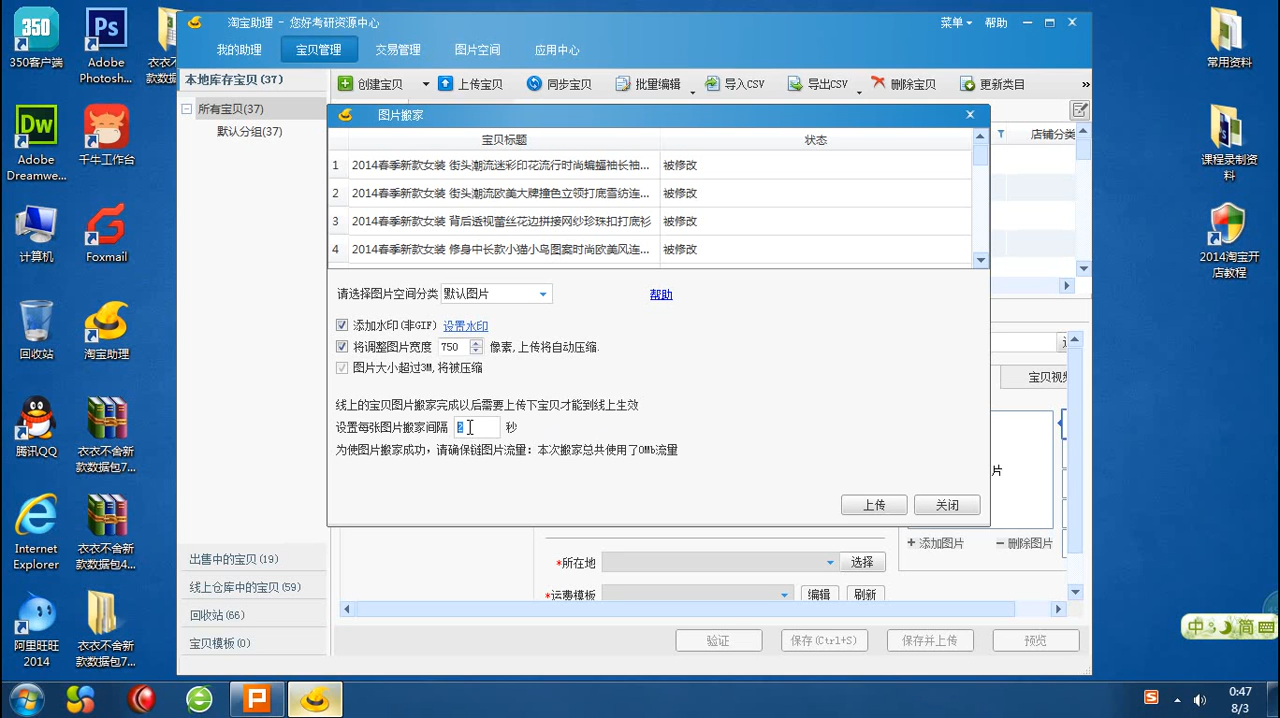 淘宝助理 - 您好考研资源中心
菜单 帮助
我的助理 宝贝管理 交易管理 图片空间 应用中心
本地库存宝贝(37)
创建宝贝 上传宝贝 同步宝贝 批量编辑 导入CSV 导出CSV 删除宝贝 更新类目 »
所有宝贝(37)
默认分组(37)
图片搬家
宝贝标题 状态
店铺分类
1 2014春季新款女装 街头潮流迷彩印花流行时尚蝙蝠袖长袖... 被修改
2 2014春季新款女装 街头潮流欧美大牌撞色立领打底雪纺连... 被修改
3 2014春季新款女装 背后透视蕾丝花边拼接网纱珍珠扣打底衫 被修改
4 2014春季新款女装 修身中长款小猫小鸟图案时尚欧美风连... 被修改
请选择图片空间分类 默认图片 帮助
添加水印(非GIF) 设置水印
将调整图片宽度 750 像素,上传将自动压缩.
图片大小超过3M,将被压缩
线上的宝贝图片搬家完成以后需要上传下宝贝才能到线上生效
设置每张图片搬家间隔 秒
为使图片搬家成功，请确保链图片流量：本次搬家总共使用了0Mb流量
上传 关闭
宝贝视频
片
+ 添加图片 − 删除图片
*所在地 选择
*运费模板 编辑 刷新
出售中的宝贝(19)
线上仓库中的宝贝(59)
回收站(66)
宝贝模板(0)
验证 保存(Ctrl+S) 保存并上传 预览
350
350客户端
Ps
Adobe
Photosh...
衣衣
款数据
Dw
Adobe
Dreamwe...
千牛工作台
计算机
Foxmail
回收站
淘宝助理
腾讯QQ
衣衣不舍新
款数据包7...
Internet
Explorer
衣衣不舍新
款数据包4...
阿里旺旺
2014
衣衣不舍新
款数据包7...
常用资料
课程录制资
料
2014淘宝开
店教程
中 简
P
S
0:47
8/3